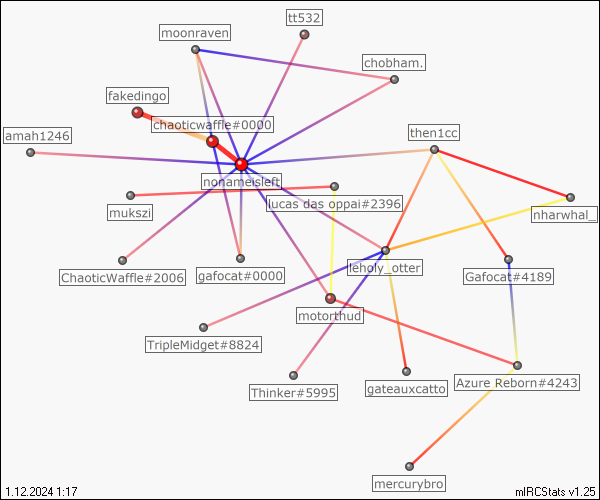 tt532
moonraven
chobham.
fakedingo
chaoticwaffle#0000
amah1246
then1cc
nonameisleft
lucas das oppai#2396
mukszi
nharwhal_
ChaoticWaffle#2006
gafocat#0000
leholy_otter
Gafocat#4189
motorthud
TripleMidget#8824
Thinker#5995
gateauxcatto
Azure Reborn#4243
mercurybro
1.12.2024 1:17
mIRCStats v1.25